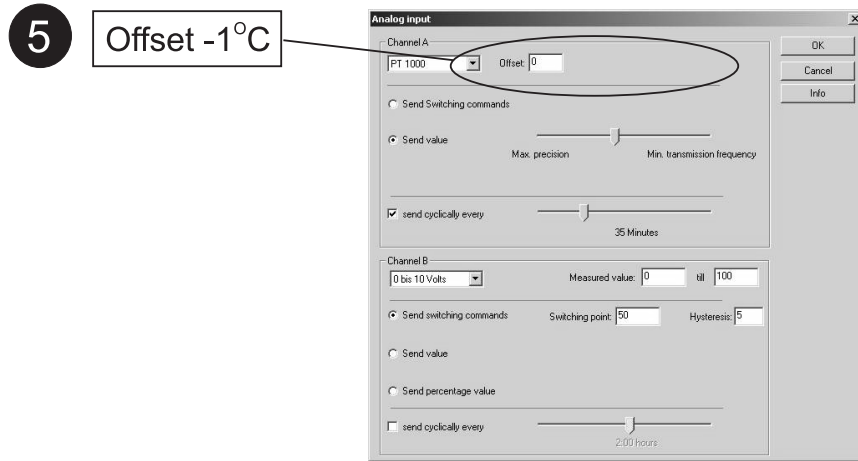 5
Offset -1°C
Analog input
Channel A
PT 1000
Offset: 0
Send Switching commands
Send value
Max. precision
Min. transmission frequency
send cyclically every
35 Minutes
Channel B
0 bis 10 Volts
Measured value: 0 till 100
Send switching commands
Switching point: 50
Hysteresis: 5
Send value
Send percentage value
send cyclically every
2:00 hours
OK
Cancel
Info